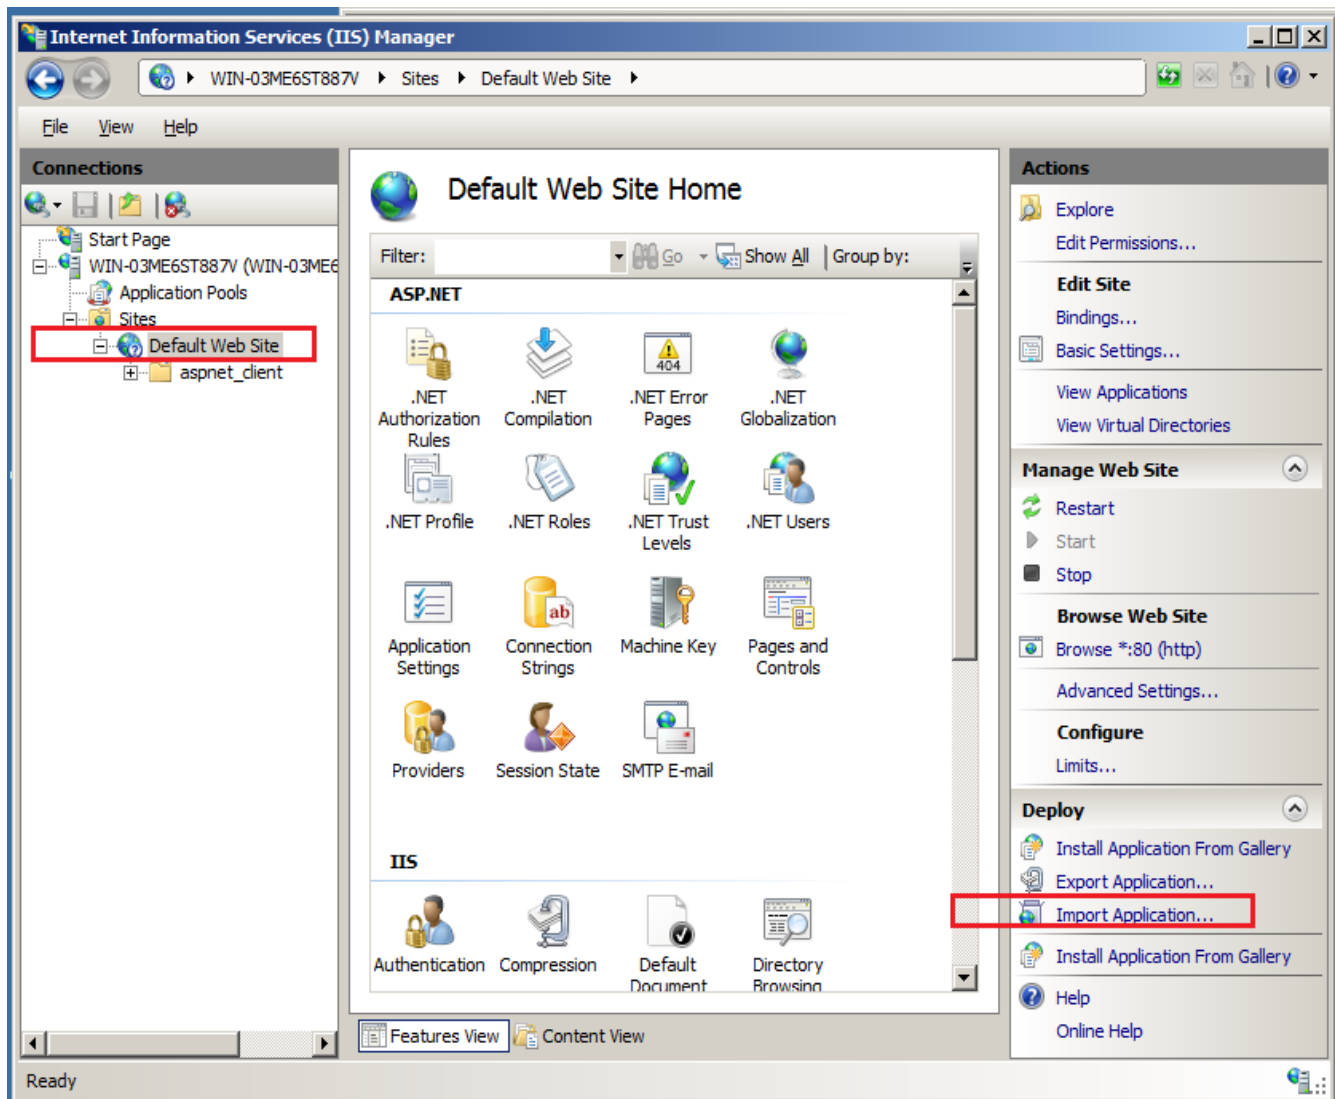 Internet Information Services (IIS) Manager
WIN-03ME6ST887V Sites Default Web Site
File View Help
Connections
Start Page
WIN-03ME6ST887V (WIN-03ME6
Application Pools
Sites
Default Web Site
aspnet_client
Default Web Site Home
Filter: Go Show All Group by:
ASP.NET
.NET Authorization Rules
.NET Compilation
404
.NET Error Pages
.NET Globalization
.NET Profile
.NET Roles
.NET Trust Levels
.NET Users
Application Settings
ab
Connection Strings
Machine Key
Pages and Controls
Providers
Session State
SMTP E-mail
IIS
Authentication
Compression
Default Document
Directory Browsing
Features View
Content View
Actions
Explore
Edit Permissions...
Edit Site
Bindings...
Basic Settings...
View Applications
View Virtual Directories
Manage Web Site
Restart
Start
Stop
Browse Web Site
Browse *:80 (http)
Advanced Settings...
Configure
Limits...
Deploy
Install Application From Gallery
Export Application...
Import Application...
Install Application From Gallery
Help
Online Help
Ready